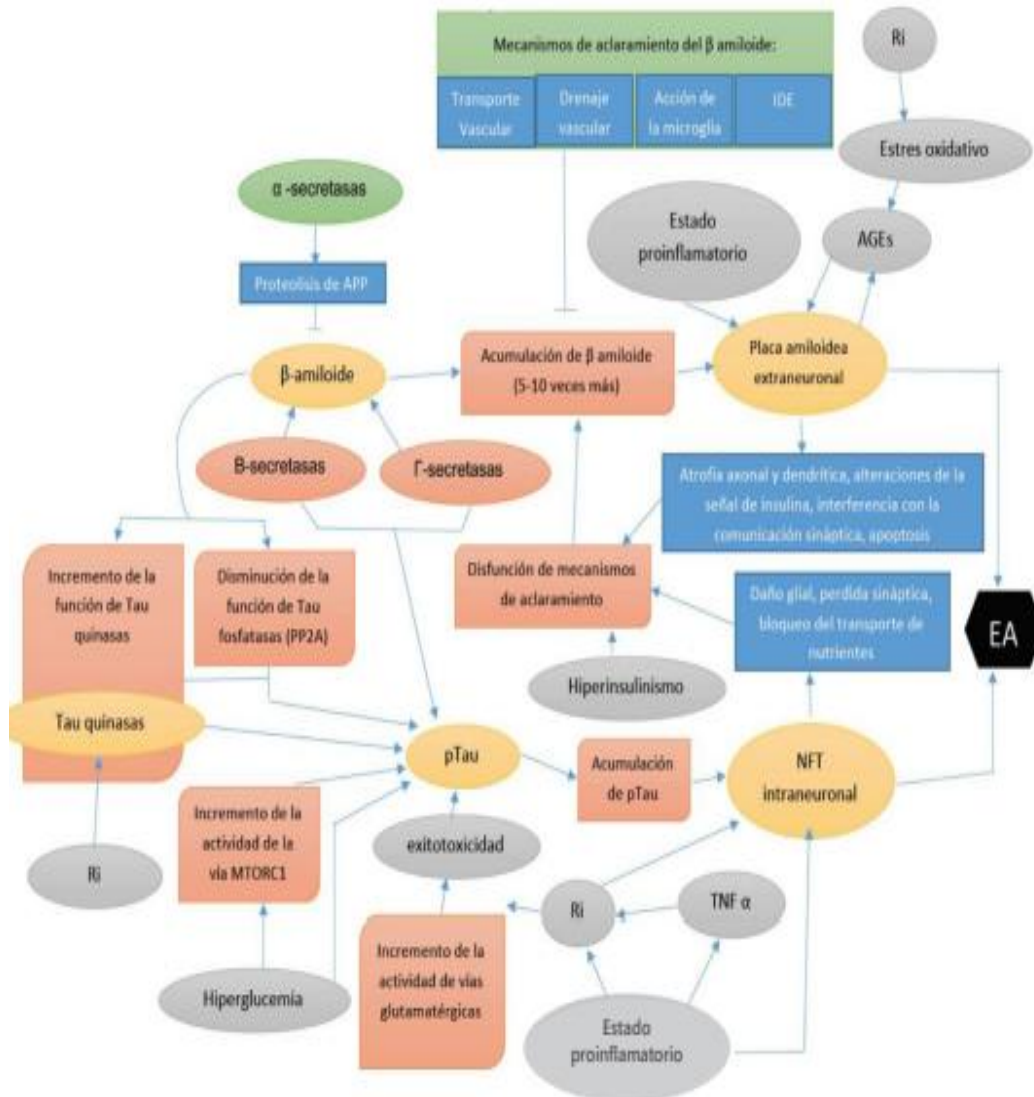 Mecanismos de aclaramiento del β amiloide:
Transporte
Vascular
Drenaje
vascular
Acción de
la microglia
IDE
Ri
Estres oxidativo
α -secretasas
Estado
proinflamatorio
AGEs
Proteolisis de APP
β-amiloide
Acumulación de β amiloide
(5-10 veces más)
Placa amiloidea
extraneuronal
B-secretasas
Γ-secretasas
Atrofia axonal y dendrítica, alteraciones de la
señal de insulina, interferencia con la
comunicación sináptica, apoptosis
Incremento de la
función de Tau
quinasas
Disminución de la
función de Tau
fosfatasas (PP2A)
Disfunción de mecanismos
de aclaramiento
Daño glial, perdida sináptica,
bloqueo del transporte de
nutrientes
EA
Hiperinsulinismo
Tau quinasas
pTau
Acumulación
de pTau
NFT
intraneuronal
Incremento de la
actividad de la
vía MTORC1
exitotoxicidad
Ri
Ri
TNF α
Incremento de la
actividad de vías
glutamatérgicas
Hiperglucemia
Estado
proinflamatorio